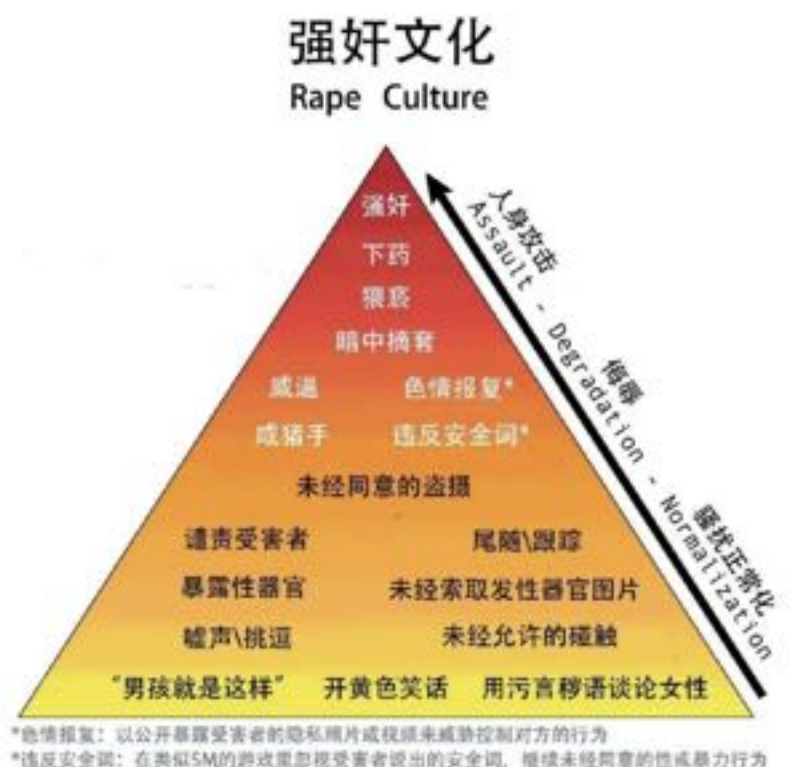 强奸文化
Rape Culture
强奸
下药
猥亵
暗中摘套
威逼 色情报复*
咸猪手 违反安全词*
未经同意的盗摄
谴责受害者 尾随\跟踪
暴露性器官 未经索取发性器官图片
嘘声\挑逗 未经允许的碰触
“男孩就是这样” 开黄色笑话 用污言秽语谈论女性
人身攻击 侮辱 骚扰正常化
Assault - Degradation - Normalization
*色情报复：以公开暴露受害者的隐私照片或视频来威胁控制对方的行为
*违反安全词：在类似SM的游戏里忽视受害者说出的安全词，继续未经同意的性或暴力行为